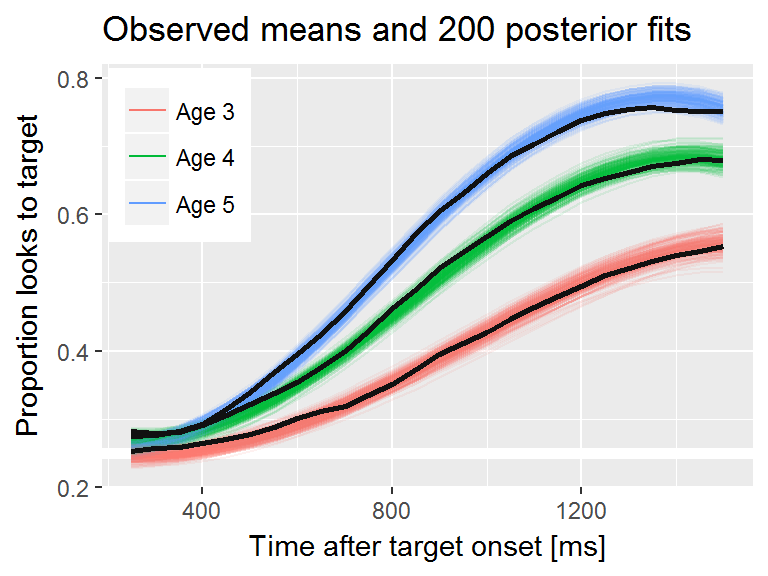 Observed means and 200 posterior fits
Proportion looks to target
0.8
0.6
0.4
0.2
Age 3
Age 4
Age 5
400
800
1200
Time after target onset [ms]